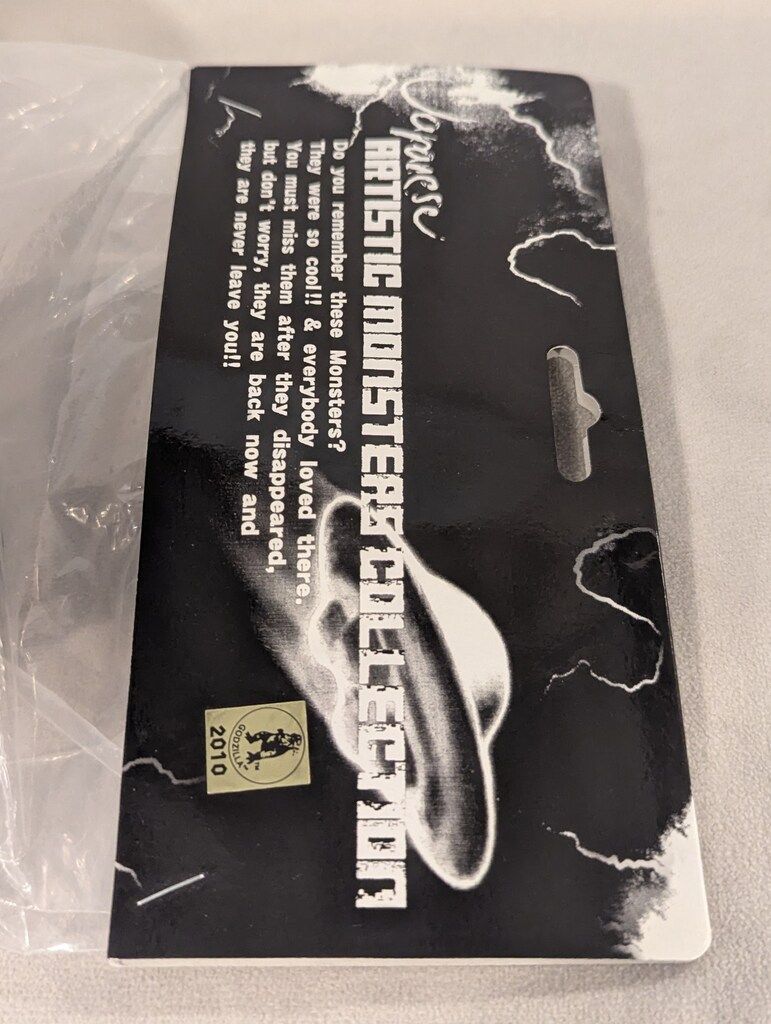 Japanese
ARTISTIC MONSTERS COLLECTION
Do you remember these Monsters?
They were so cool!! & everybody loved there.
You must miss them after they disappeared,
but don't worry, they are back now and
they are never leave you!!
GODZILLA™
2010